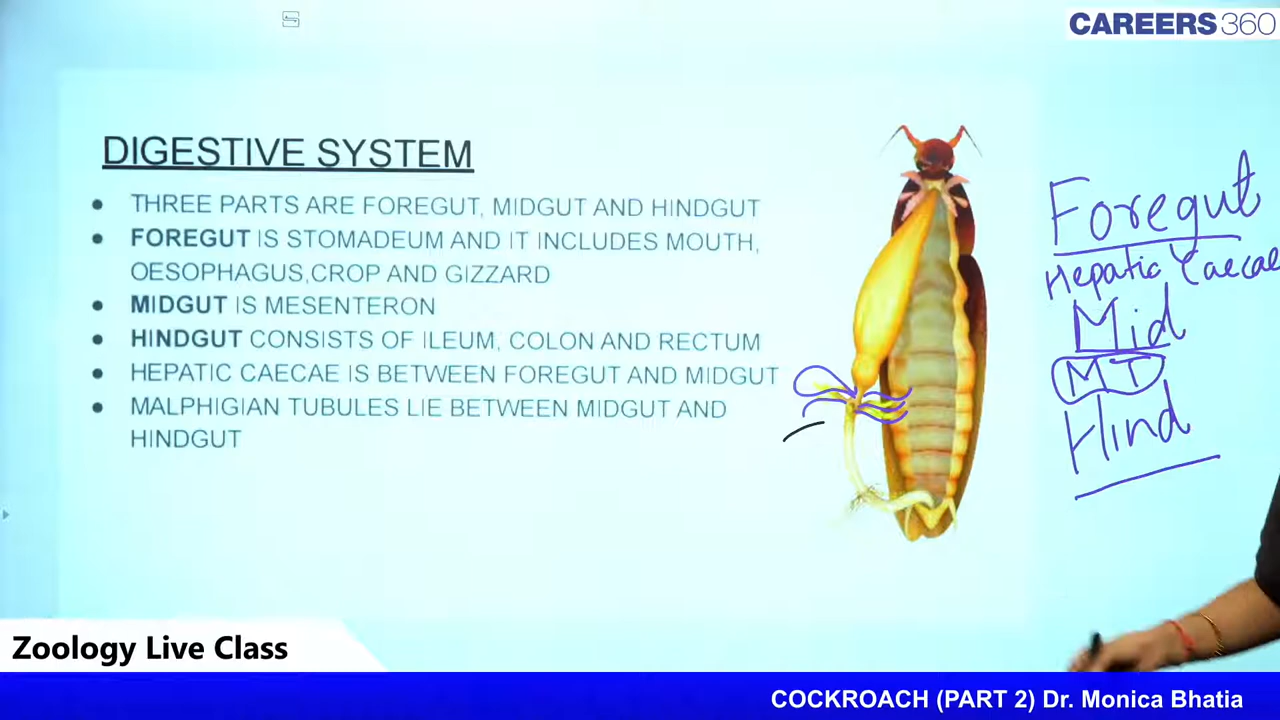 CAREERS360
DIGESTIVE SYSTEM
THREE PARTS ARE FOREGUT, MIDGUT AND HINDGUT
FOREGUT IS STOMADEUM AND IT INCLUDES MOUTH,
OESOPHAGUS,CROP AND GIZZARD
MIDGUT IS MESENTERON
HINDGUT CONSISTS OF ILEUM, COLON AND RECTUM
HEPATIC CAECAE IS BETWEEN FOREGUT AND MIDGUT
MALPHIGIAN TUBULES LIE BETWEEN MIDGUT AND
HINDGUT
Foregut
Hepatic Caecae
Mid
MT
Hind
Zoology Live Class
COCKROACH (PART 2) Dr. Monica Bhatia